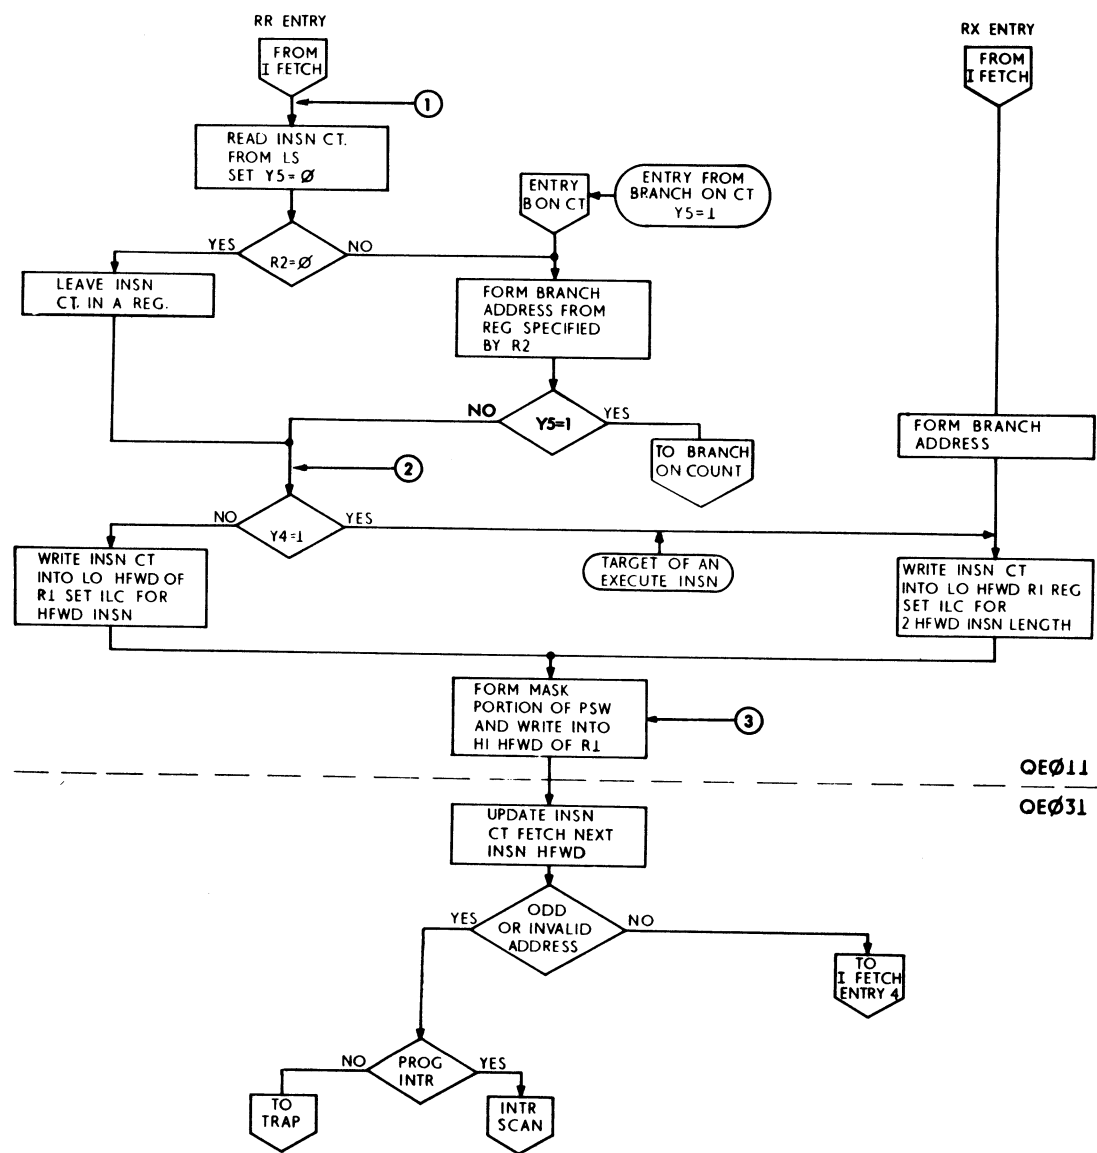 RR ENTRY
FROM
I FETCH
RX ENTRY
FROM
I FETCH
1
READ INSN CT.
FROM LS
SET Y5=Ø
ENTRY
B ON CT
ENTRY FROM
BRANCH ON CT
Y5=1
YES
R2=Ø
NO
LEAVE INSN
CT. IN A REG.
FORM BRANCH
ADDRESS FROM
REG SPECIFIED
BY R2
NO
Y5=1
YES
TO BRANCH
ON COUNT
FORM BRANCH
ADDRESS
2
NO
Y4=1
YES
TARGET OF AN
EXECUTE INSN
WRITE INSN CT
INTO LO HFWD OF
R1 SET ILC FOR
HFWD INSN
WRITE INSN CT
INTO LO HFWD R1 REG
SET ILC FOR
2 HFWD INSN LENGTH
FORM MASK
PORTION OF PSW
AND WRITE INTO
HI HFWD OF R1
3
QEØ11
QEØ31
UPDATE INSN
CT FETCH NEXT
INSN HFWD
YES
ODD
OR INVALID
ADDRESS
NO
TO
I FETCH
ENTRY 4
NO
PROG
INTR
YES
TO
TRAP
INTR
SCAN